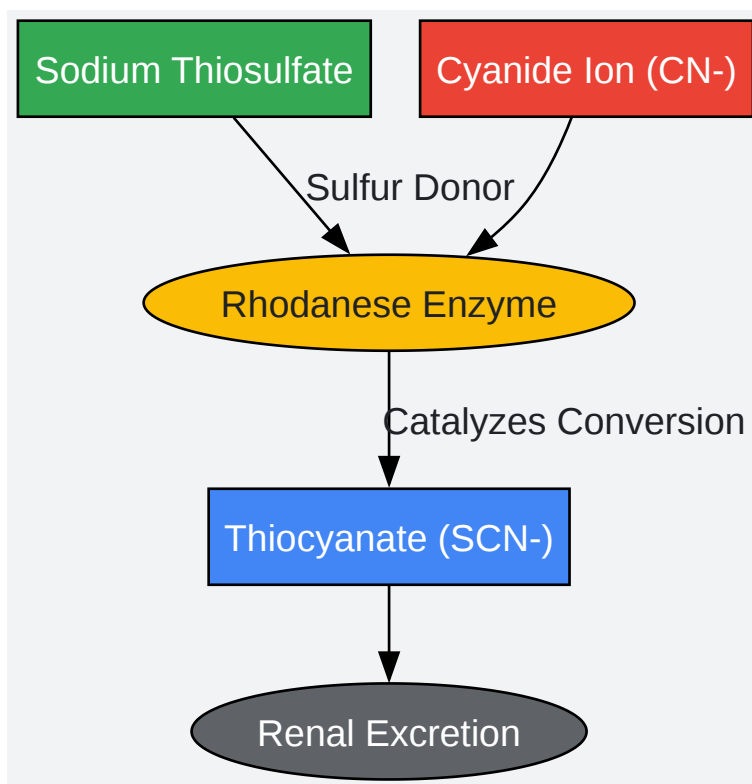 Sodium Thiosulfate
Cyanide Ion (CN-)
Sulfur Donor
Rhodanese Enzyme
Catalyzes Conversion
Thiocyanate (SCN-)
Renal Excretion